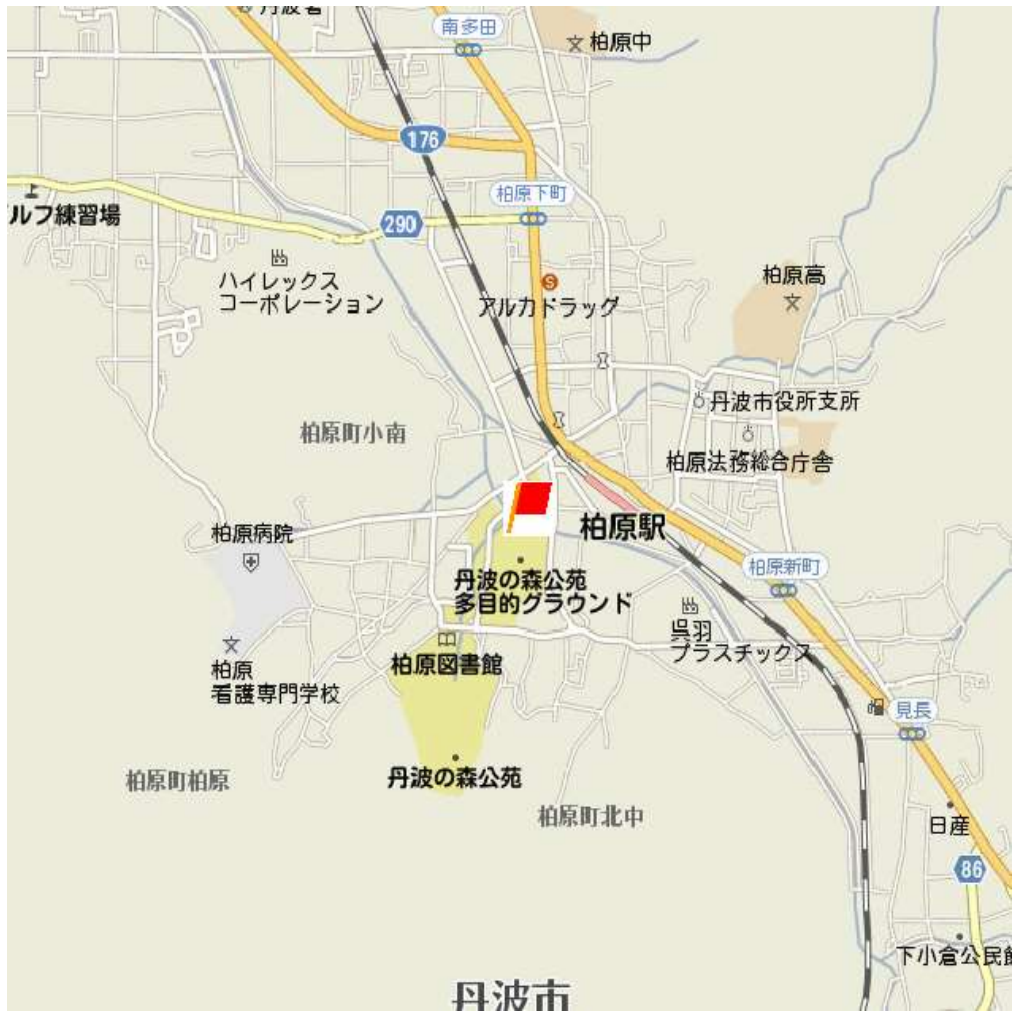 丹波署
南多田
柏原中
176
柏原下町
290
ルフ練習場
ハイレックス
コーポレーション
アルカドラッグ
柏原高
丹波市役所支所
柏原町小南
柏原法務総合庁舎
柏原病院
柏原駅
柏原新町
丹波の森公苑
多目的グラウンド
呉羽
プラスチックス
柏原図書館
柏原
看護専門学校
見長
柏原町柏原
丹波の森公苑
柏原町北中
日産
86
下小倉公民館
丹波市